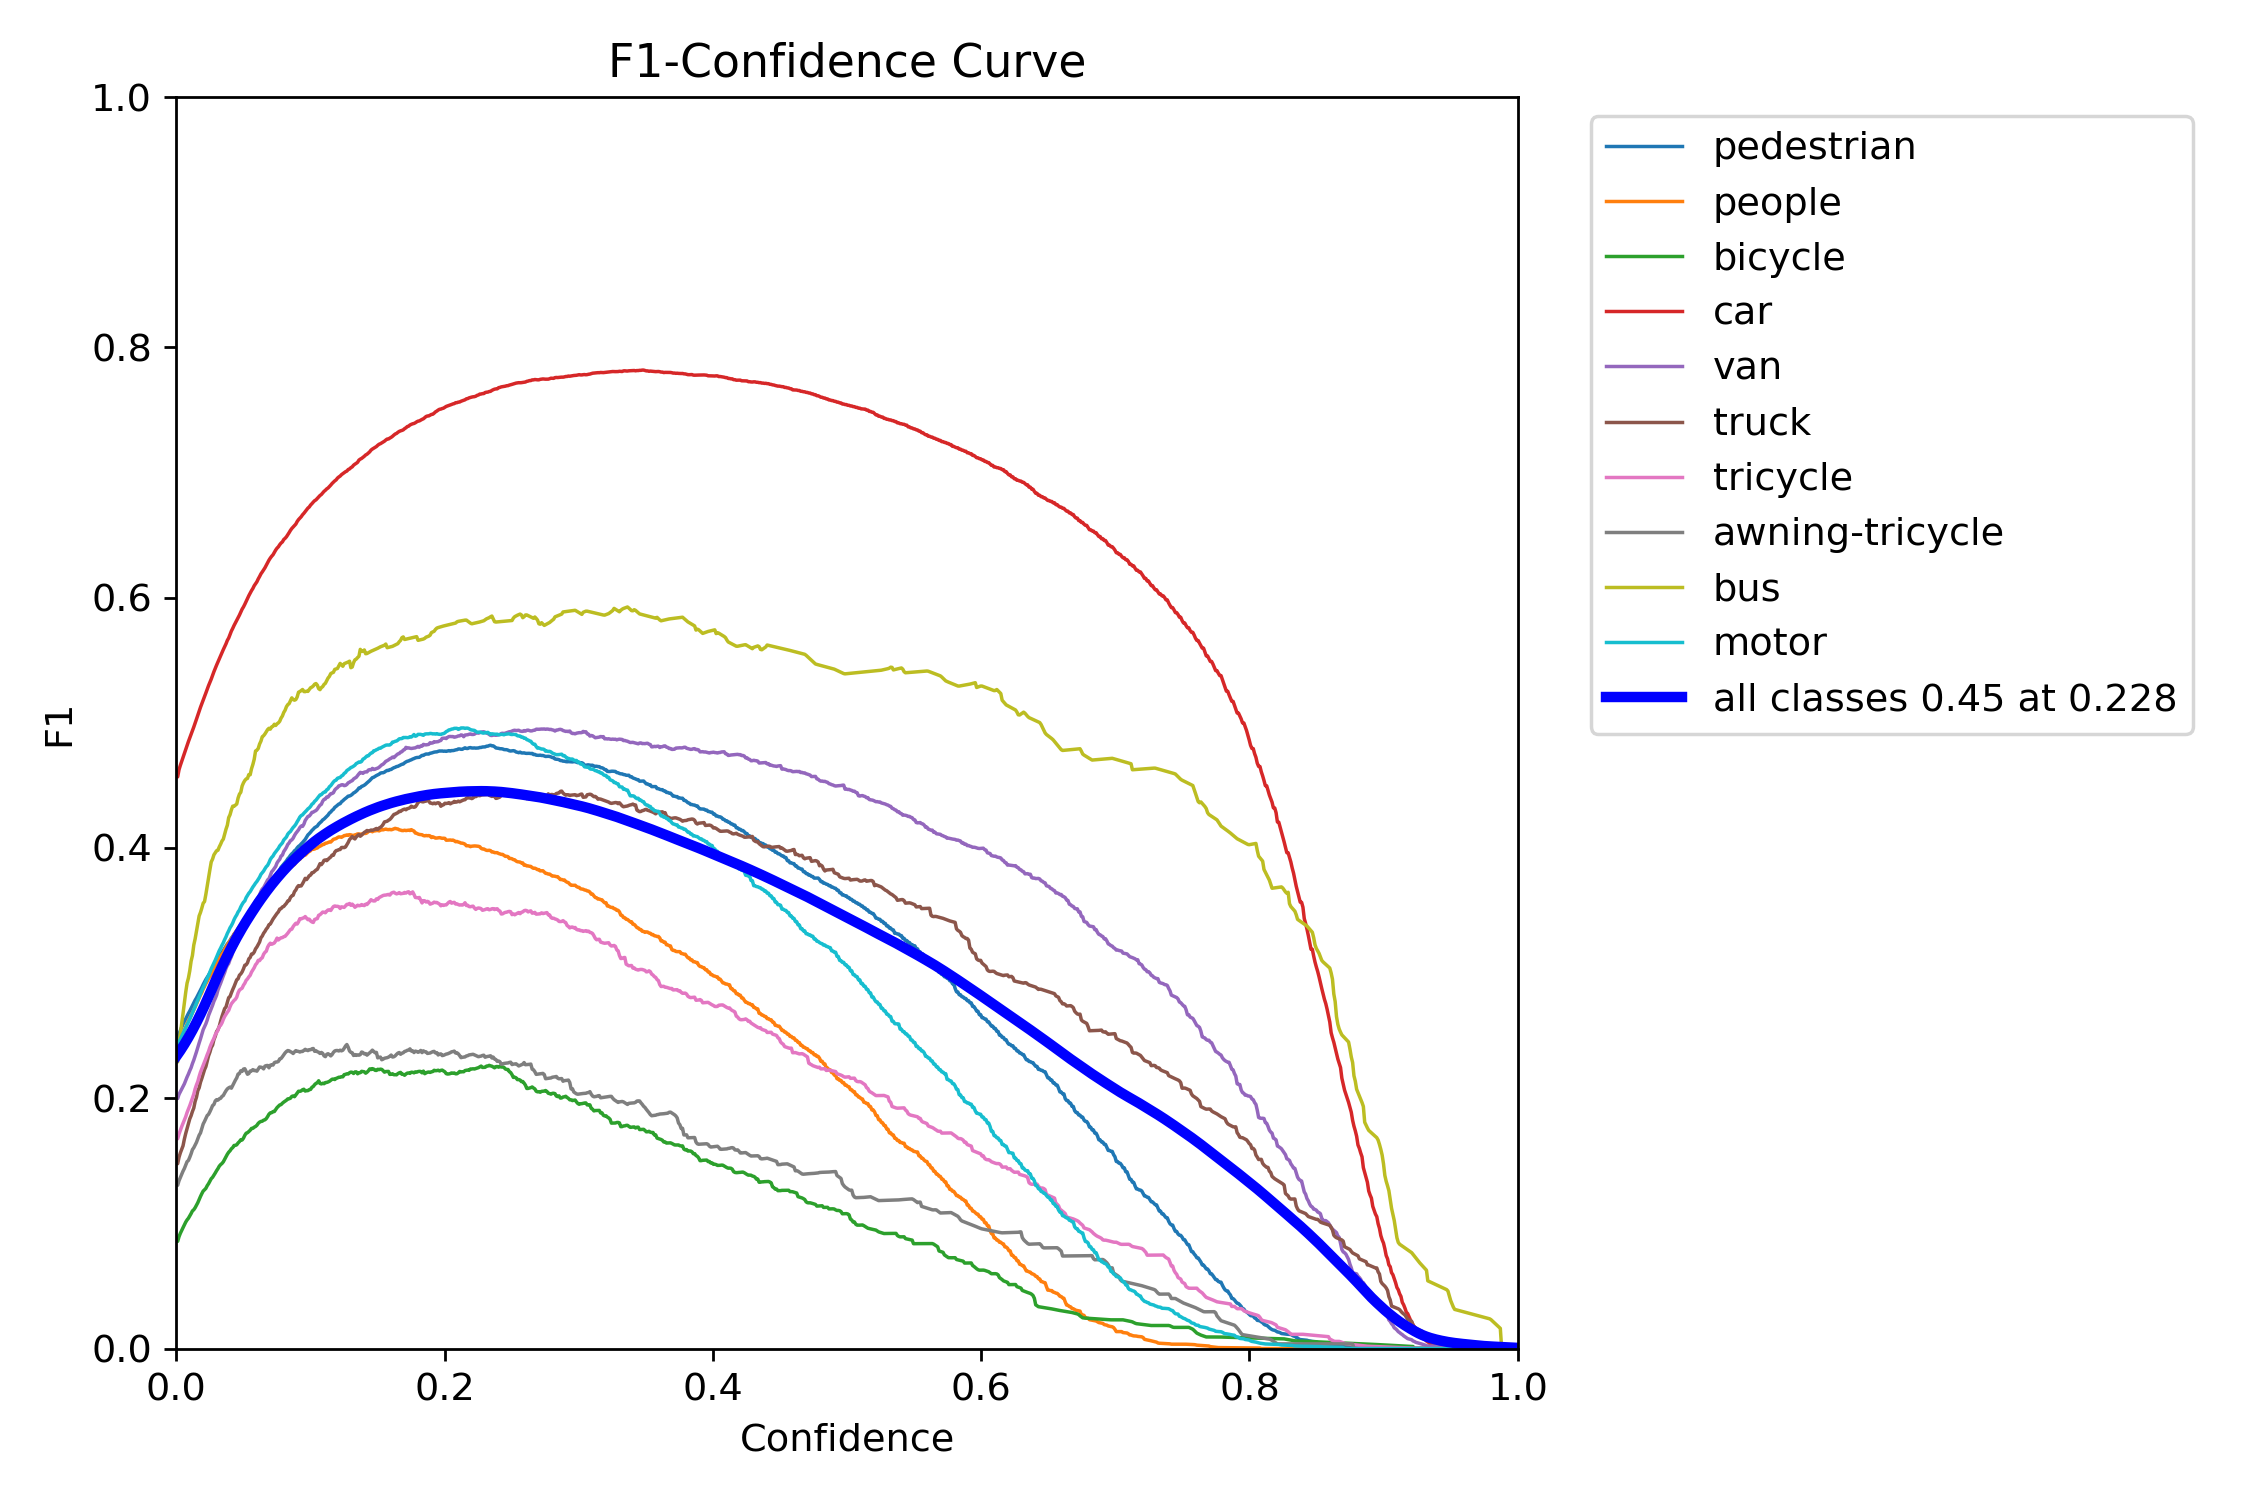 F1-Confidence Curve
1.0
0.8
0.6
0.4
0.2
0.0
F1
0.0 0.2 0.4 0.6 0.8 1.0
Confidence
pedestrian
people
bicycle
car
van
truck
tricycle
awning-tricycle
bus
motor
all classes 0.45 at 0.228